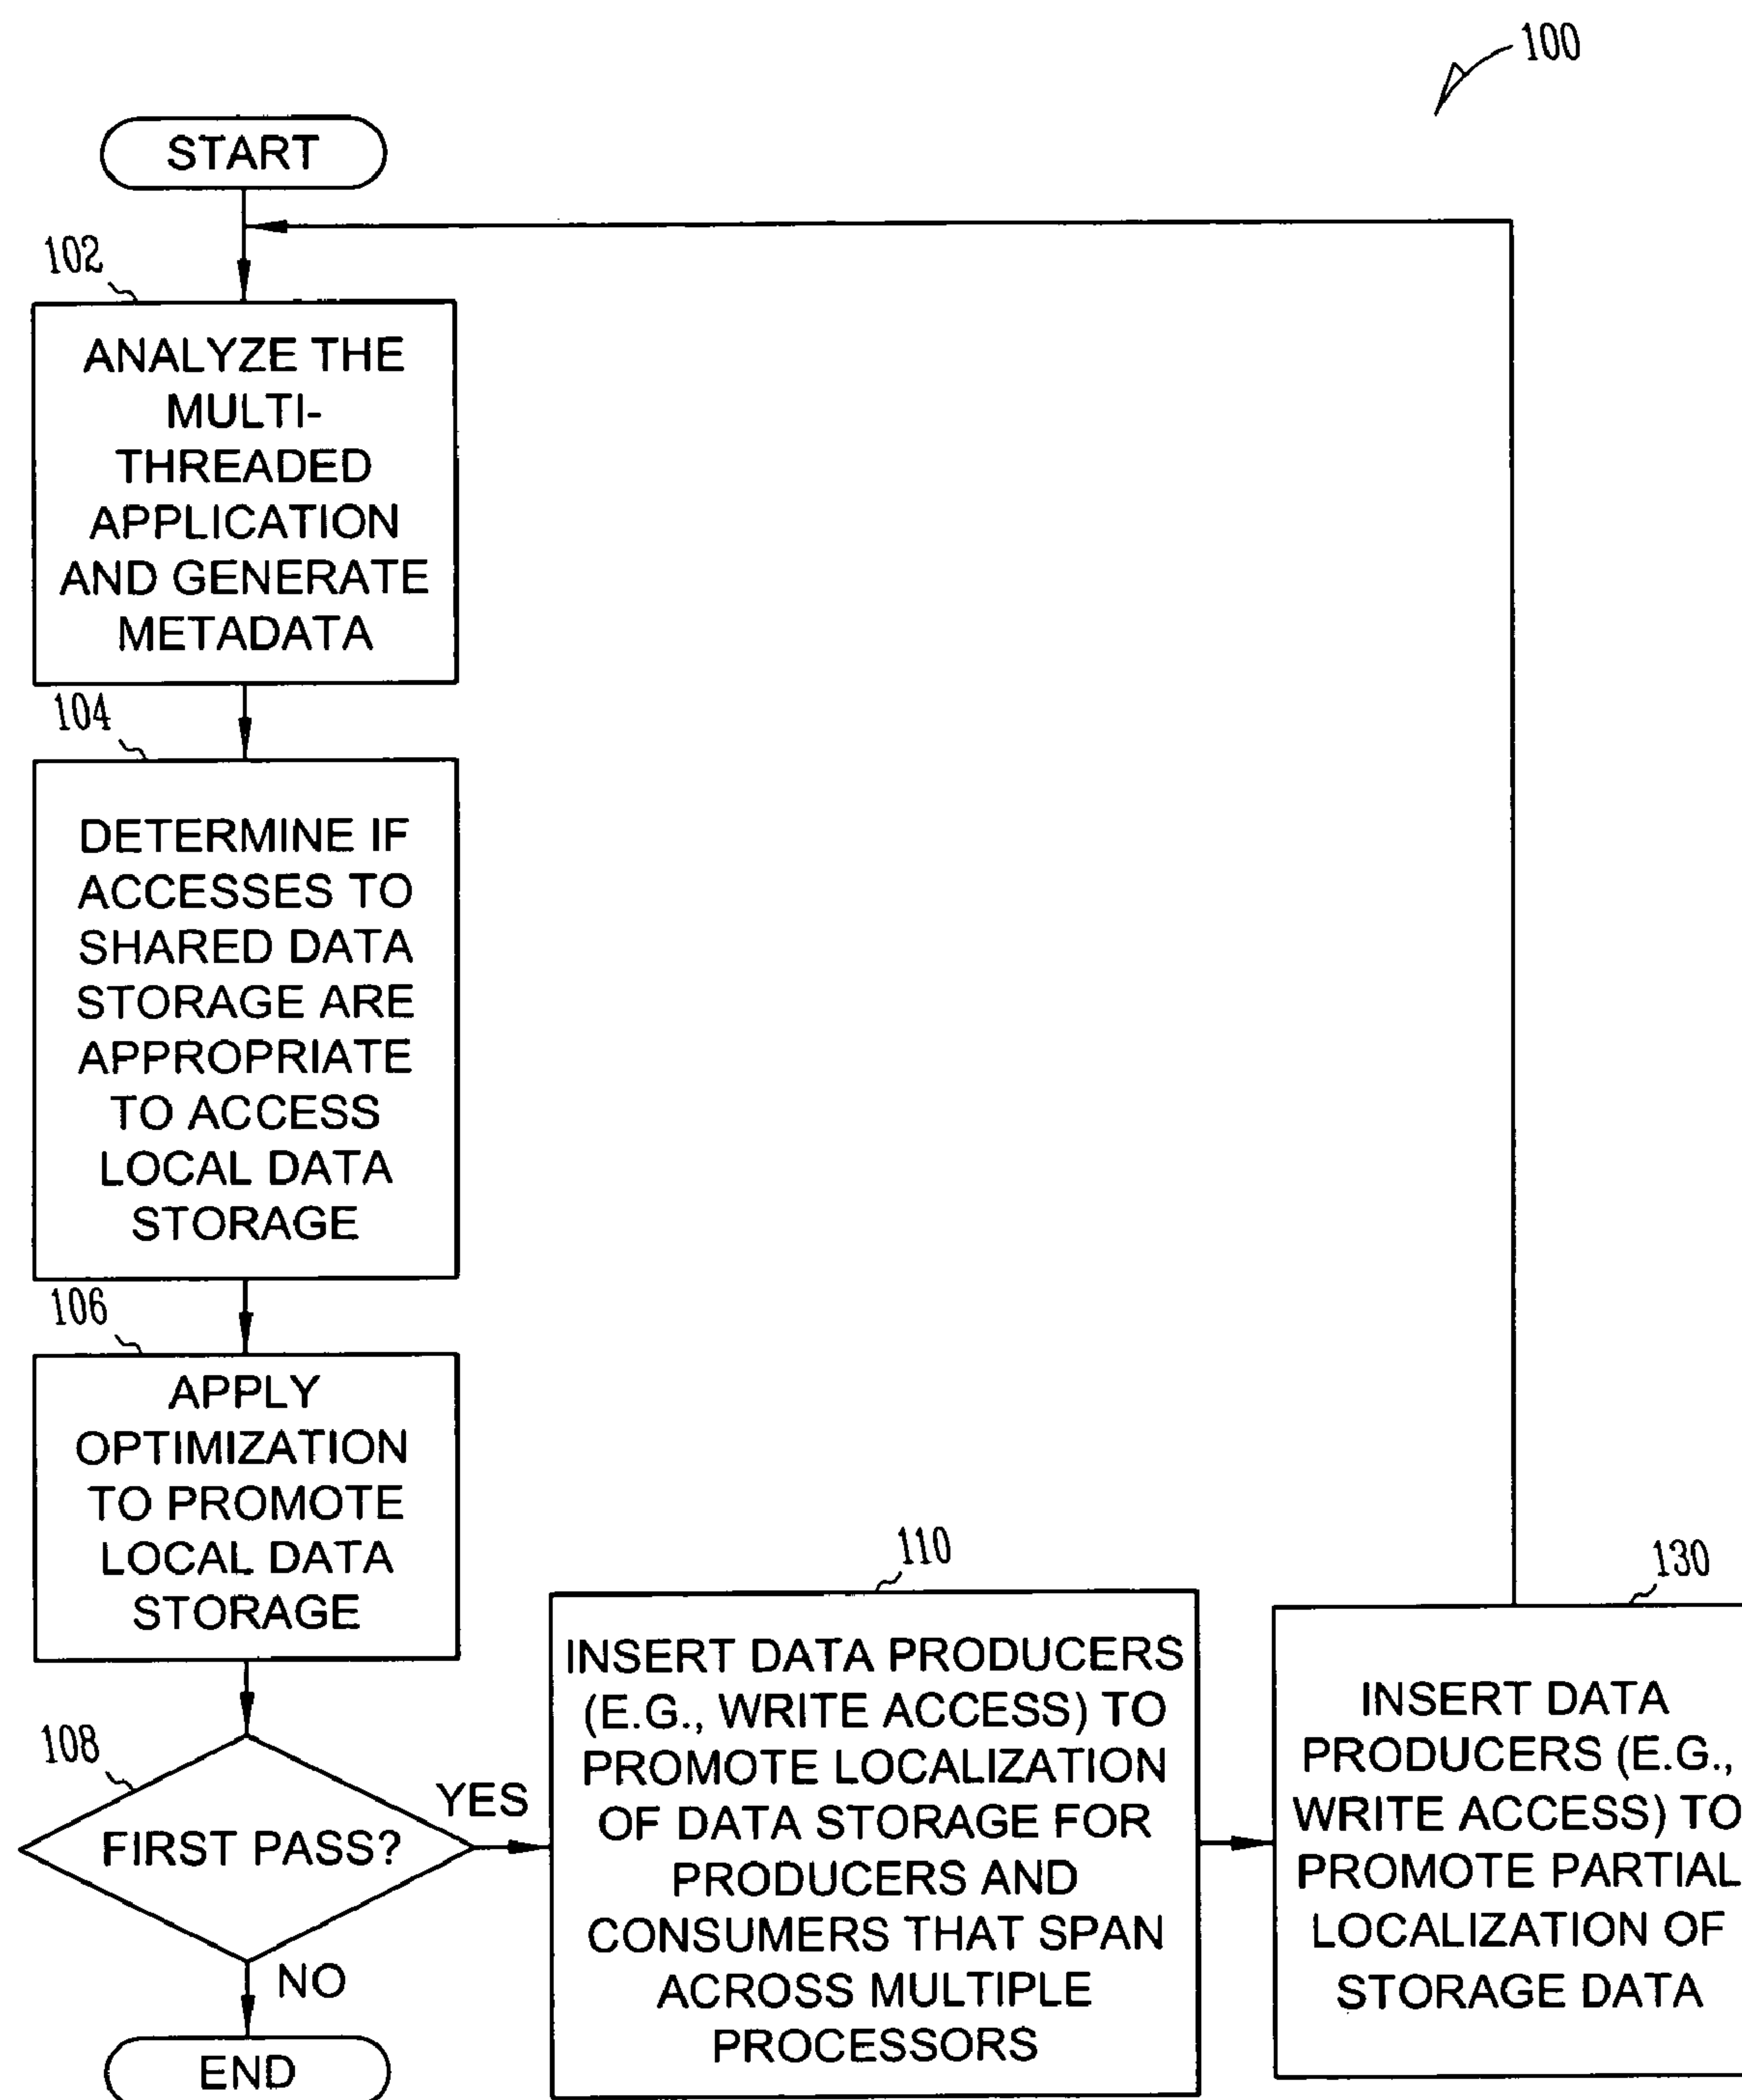 100
START
102
ANALYZE THE
MULTI-
THREADED
APPLICATION
AND GENERATE
METADATA
104
DETERMINE IF
ACCESSES TO
SHARED DATA
STORAGE ARE
APPROPRIATE
TO ACCESS
LOCAL DATA
STORAGE
106
APPLY
OPTIMIZATION
TO PROMOTE
LOCAL DATA
STORAGE
108
FIRST PASS?
YES
NO
END
110
INSERT DATA PRODUCERS
(E.G., WRITE ACCESS) TO
PROMOTE LOCALIZATION
OF DATA STORAGE FOR
PRODUCERS AND
CONSUMERS THAT SPAN
ACROSS MULTIPLE
PROCESSORS
130
INSERT DATA
PRODUCERS (E.G.,
WRITE ACCESS) TO
PROMOTE PARTIAL
LOCALIZATION OF
STORAGE DATA